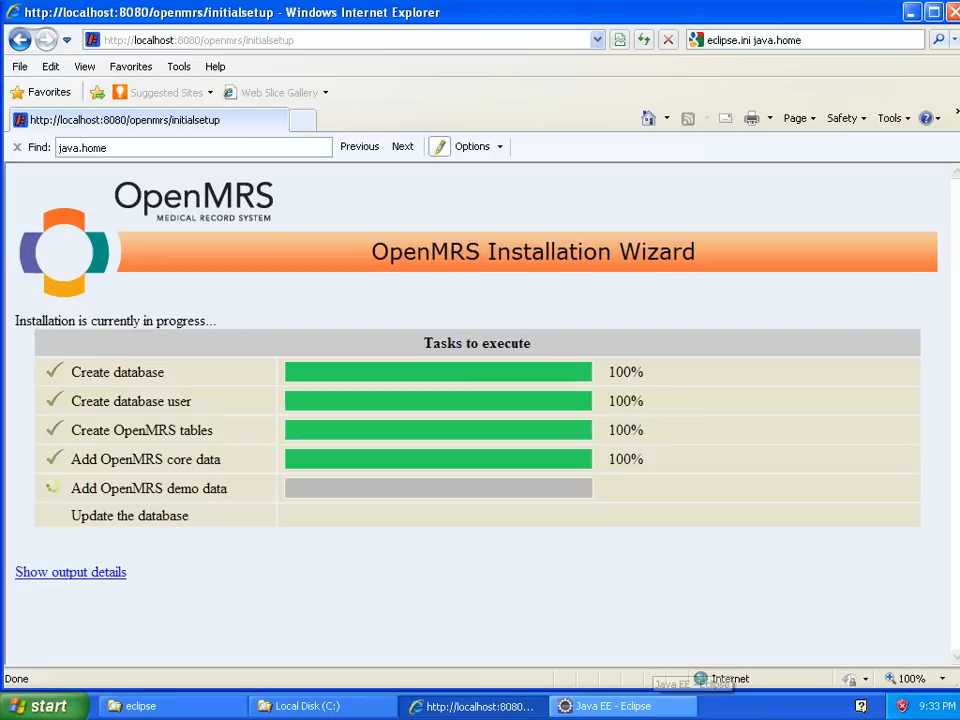 http://localhost:8080/openmrs/initialsetup - Windows Internet Explorer
http://localhost:8080/openmrs/initialsetup
eclipse.ini java.home
File Edit View Favorites Tools Help
Favorites Suggested Sites Web Slice Gallery
http://localhost:8080/openmrs/initialsetup
Page Safety Tools
Find: java.home Previous Next Options
OpenMRS
MEDICAL RECORD SYSTEM
OpenMRS Installation Wizard
Installation is currently in progress...
Tasks to execute
Create database 100%
Create database user 100%
Create OpenMRS tables 100%
Add OpenMRS core data 100%
Add OpenMRS demo data
Update the database
Show output details
Done Java EE - Eclipse Internet 100%
start eclipse Local Disk (C:) http://localhost:8080... Java EE - Eclipse 9:33 PM